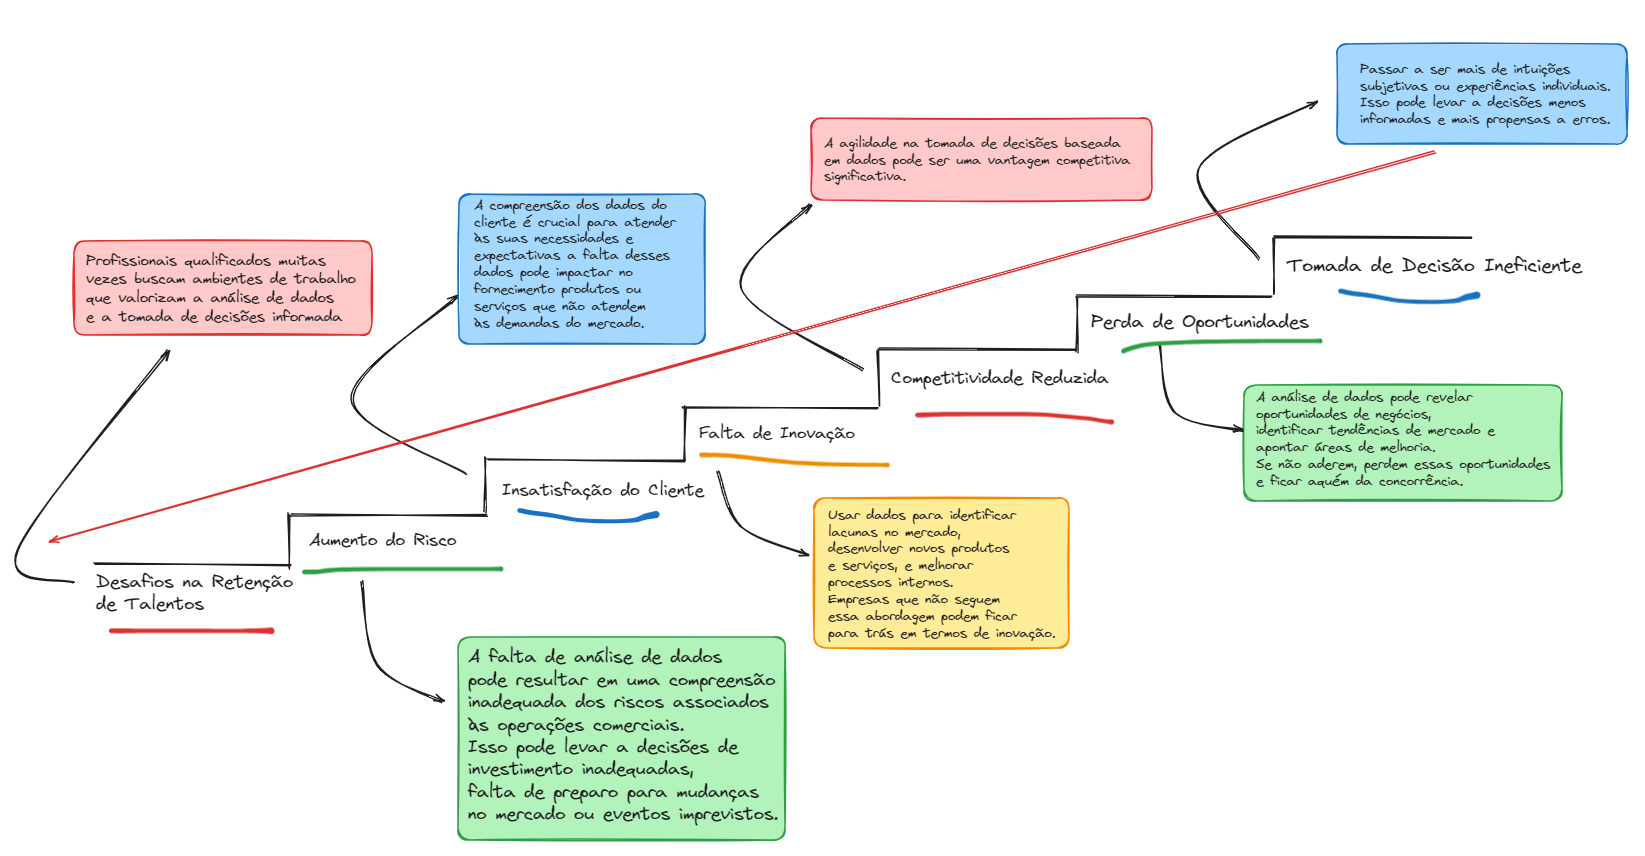 Passar a ser mais de intuições
subjetivas ou experiências individuais.
Isso pode levar a decisões menos
informadas e mais propensas a erros.
A agilidade na tomada de decisões baseada
em dados pode ser uma vantagem competitiva
significativa.
A compreensão dos dados do
cliente é crucial para atender
às suas necessidades e
expectativas a falta desses
dados pode impactar no
fornecimento produtos ou
serviços que não atendem
às demandas do mercado.
Profissionais qualificados muitas
vezes buscam ambientes de trabalho
que valorizam a análise de dados
e a tomada de decisões informada
Tomada de Decisão Ineficiente
Perda de Oportunidades
Competitividade Reduzida
A análise de dados pode revelar
oportunidades de negócios,
identificar tendências de mercado e
apontar áreas de melhoria.
Se não aderem, perdem essas oportunidades
e ficar aquém da concorrência.
Falta de Inovação
Insatisfação do Cliente
Usar dados para identificar
lacunas no mercado,
desenvolver novos produtos
e serviços, e melhorar
processos internos.
Empresas que não seguem
essa abordagem podem ficar
para trás em termos de inovação.
Aumento do Risco
Desafios na Retenção
de Talentos
A falta de análise de dados
pode resultar em uma compreensão
inadequada dos riscos associados
às operações comerciais.
Isso pode levar a decisões de
investimento inadequadas,
falta de preparo para mudanças
no mercado ou eventos imprevistos.